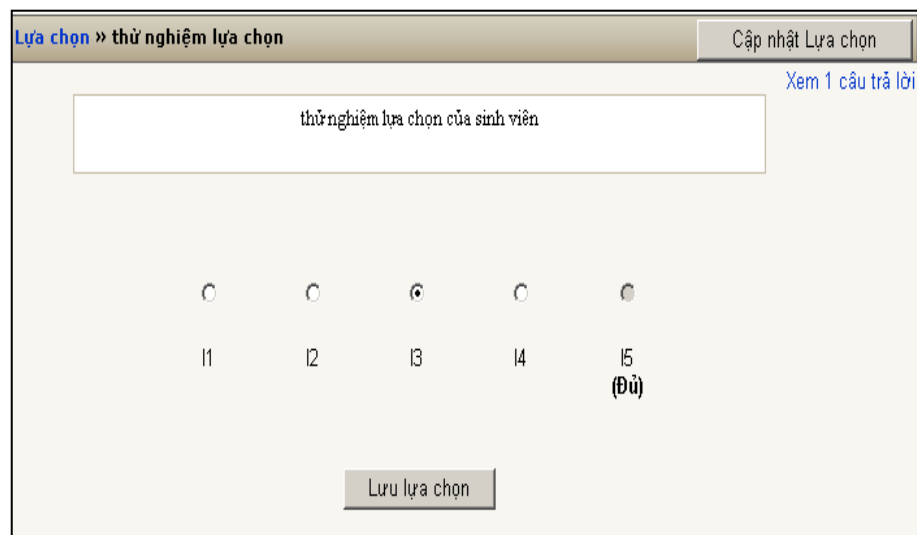 Lựa chọn » thử nghiệm lựa chọn
Cập nhật Lựa chọn
Xem 1 câu trả lời
thử nghiệm lựa chọn của sinh viên
l1 l2 l3 l4 l5
(Đủ)
Lưu lựa chọn